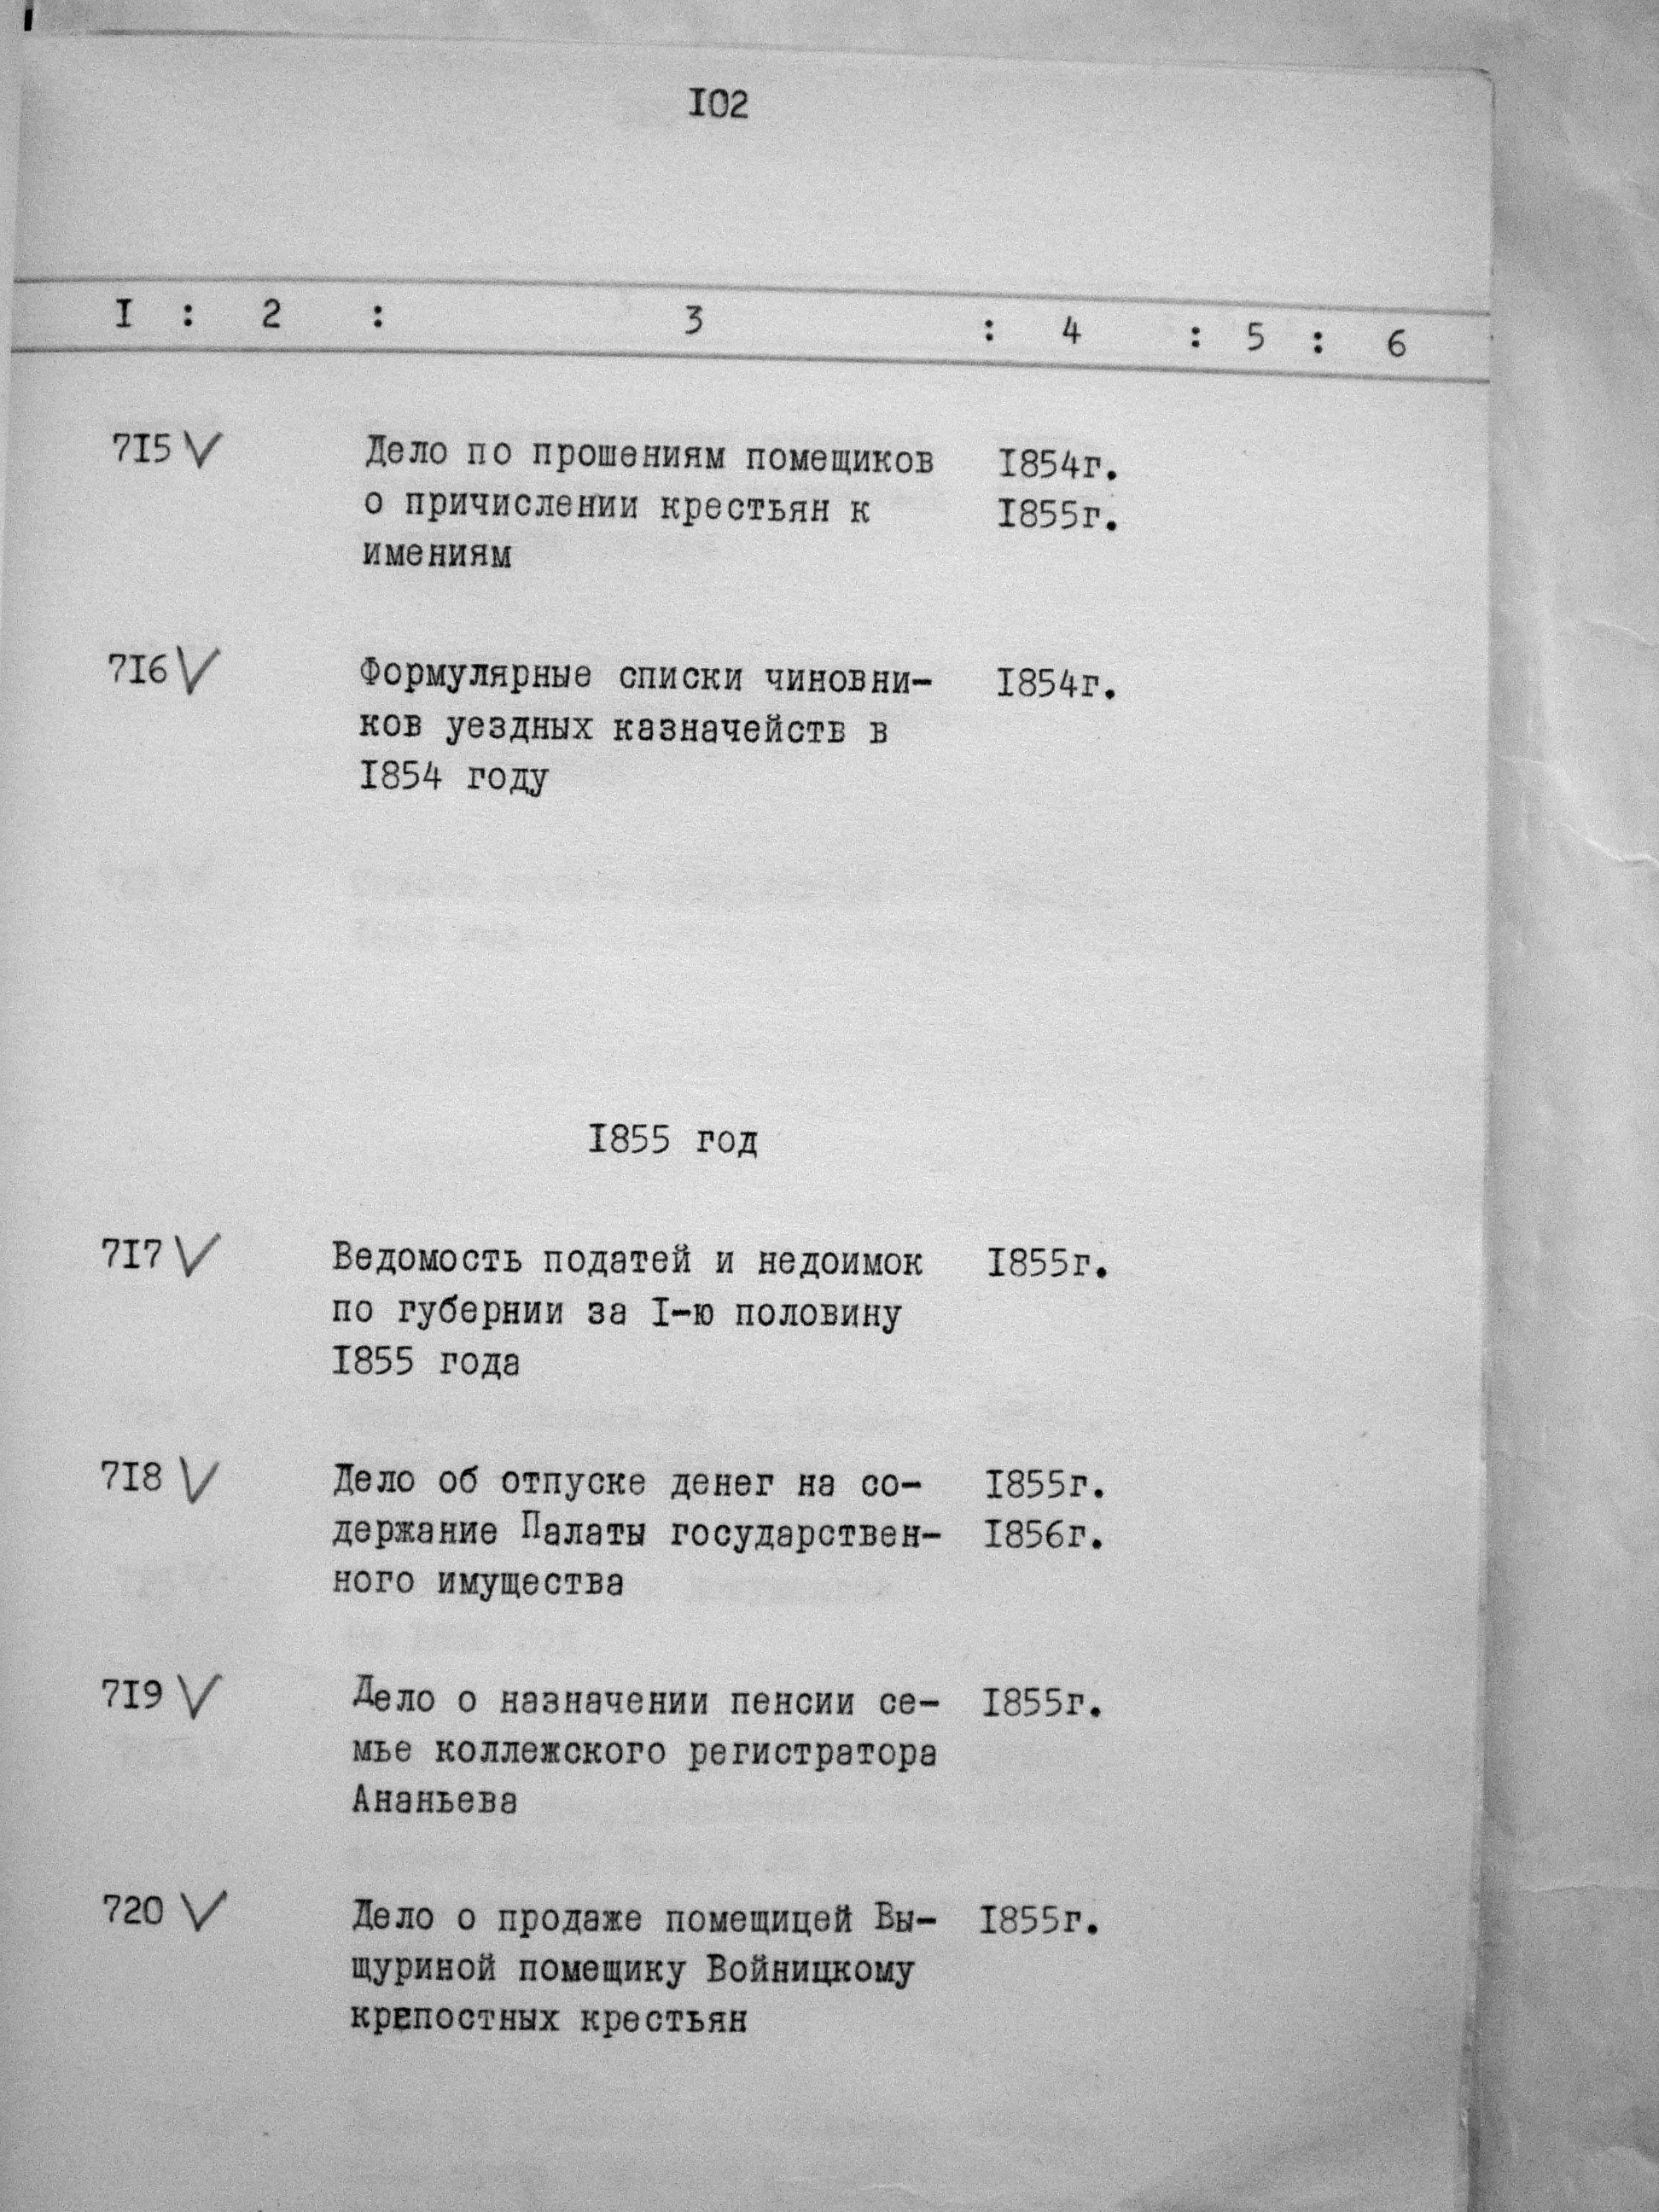 I02
I : 2 : 3 : 4 : 5 : 6
7I5 Дело по прошениям помещиков I854г.
о причислении крестьян к I855г.
имениям
7I6 Формулярные списки чиновни- I854г.
ков уездных казначейств в
I854 году
I855 год
7I7 Ведомость податей и недоимок I855г.
по губернии за I-ю половину
I855 года
7I8 Дело об отпуске денег на со- I855г.
держание Палаты государствен- I856г.
ного имущества
7I9 Дело о назначении пенсии се- I855г.
мье коллежского регистратора
Ананьева
720 Дело о продаже помещицей Вы- I855г.
щуриной помещику Войницкому
крепостных крестьян